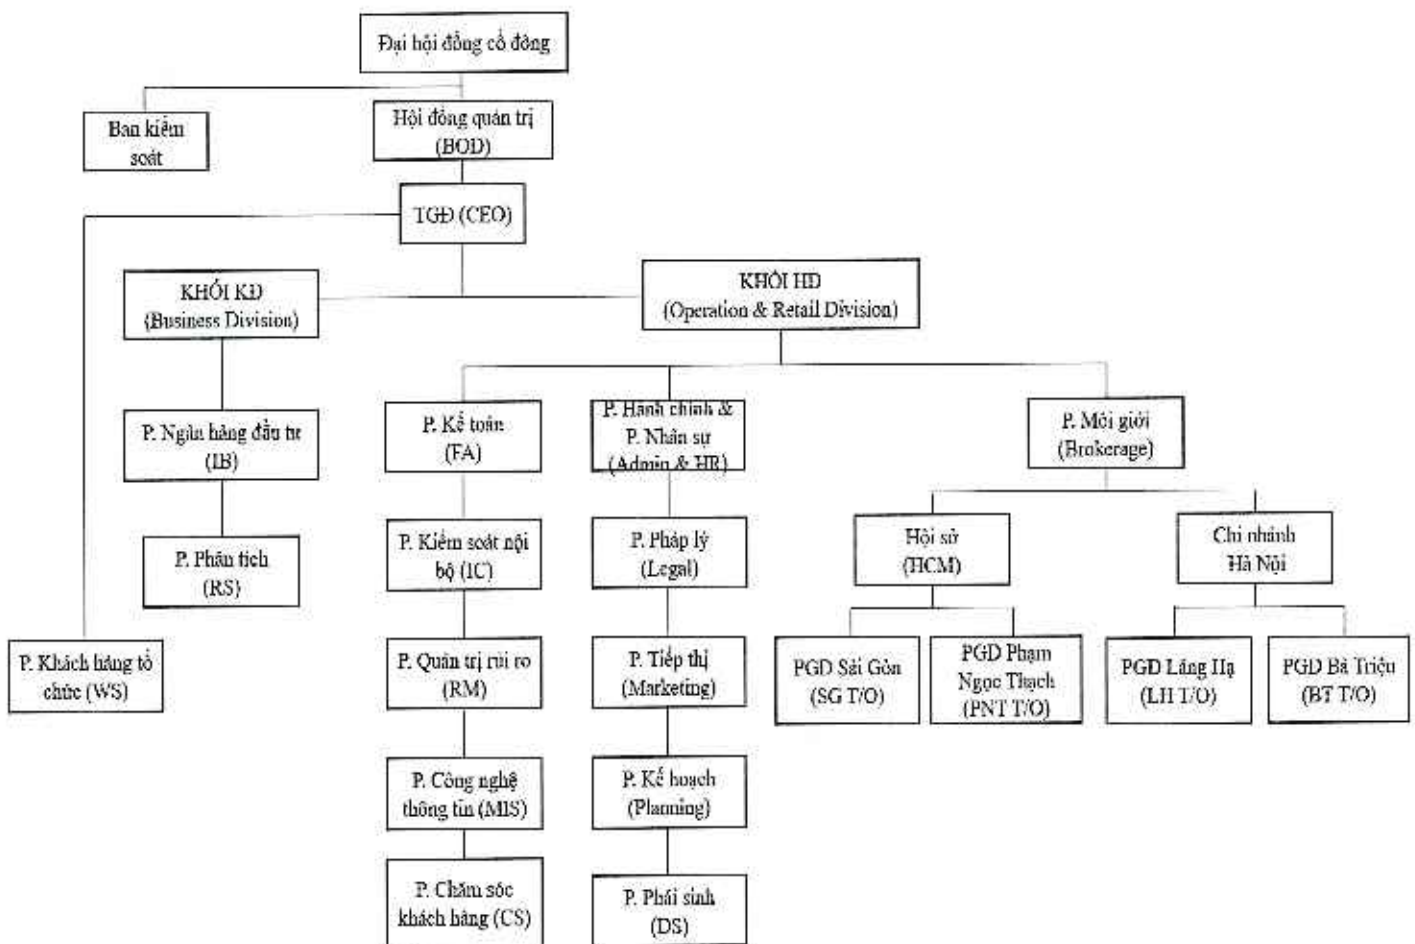 Đại hội đồng cổ đông
Ban kiểm
soát
Hội đồng quản trị
(BOD)
TGĐ (CEO)
KHỐI KD
(Business Division)
KHỐI HD
(Operation & Retail Division)
P. Ngân hàng đầu tư
(IB)
P. Kế toán
(FA)
P. Hành chính &
P. Nhân sự
(Admin & HR)
P. Môi giới
(Brokerage)
P. Phân tích
(RS)
P. Kiểm soát nội
bộ (IC)
P. Pháp lý
(Legal)
Hội sở
(HCM)
Chi nhánh
Hà Nội
P. Khách hàng tổ
chức (WS)
P. Quản trị rủi ro
(RM)
P. Tiếp thị
(Marketing)
PGD Sài Gòn
(SG T/O)
PGD Phạm
Ngọc Thạch
(PNT T/O)
PGD Láng Hạ
(LH T/O)
PGD Bà Triệu
(BT T/O)
P. Công nghệ
thông tin (MIS)
P. Kế hoạch
(Planning)
P. Chăm sóc
khách hàng (CS)
P. Phái sinh
(DS)